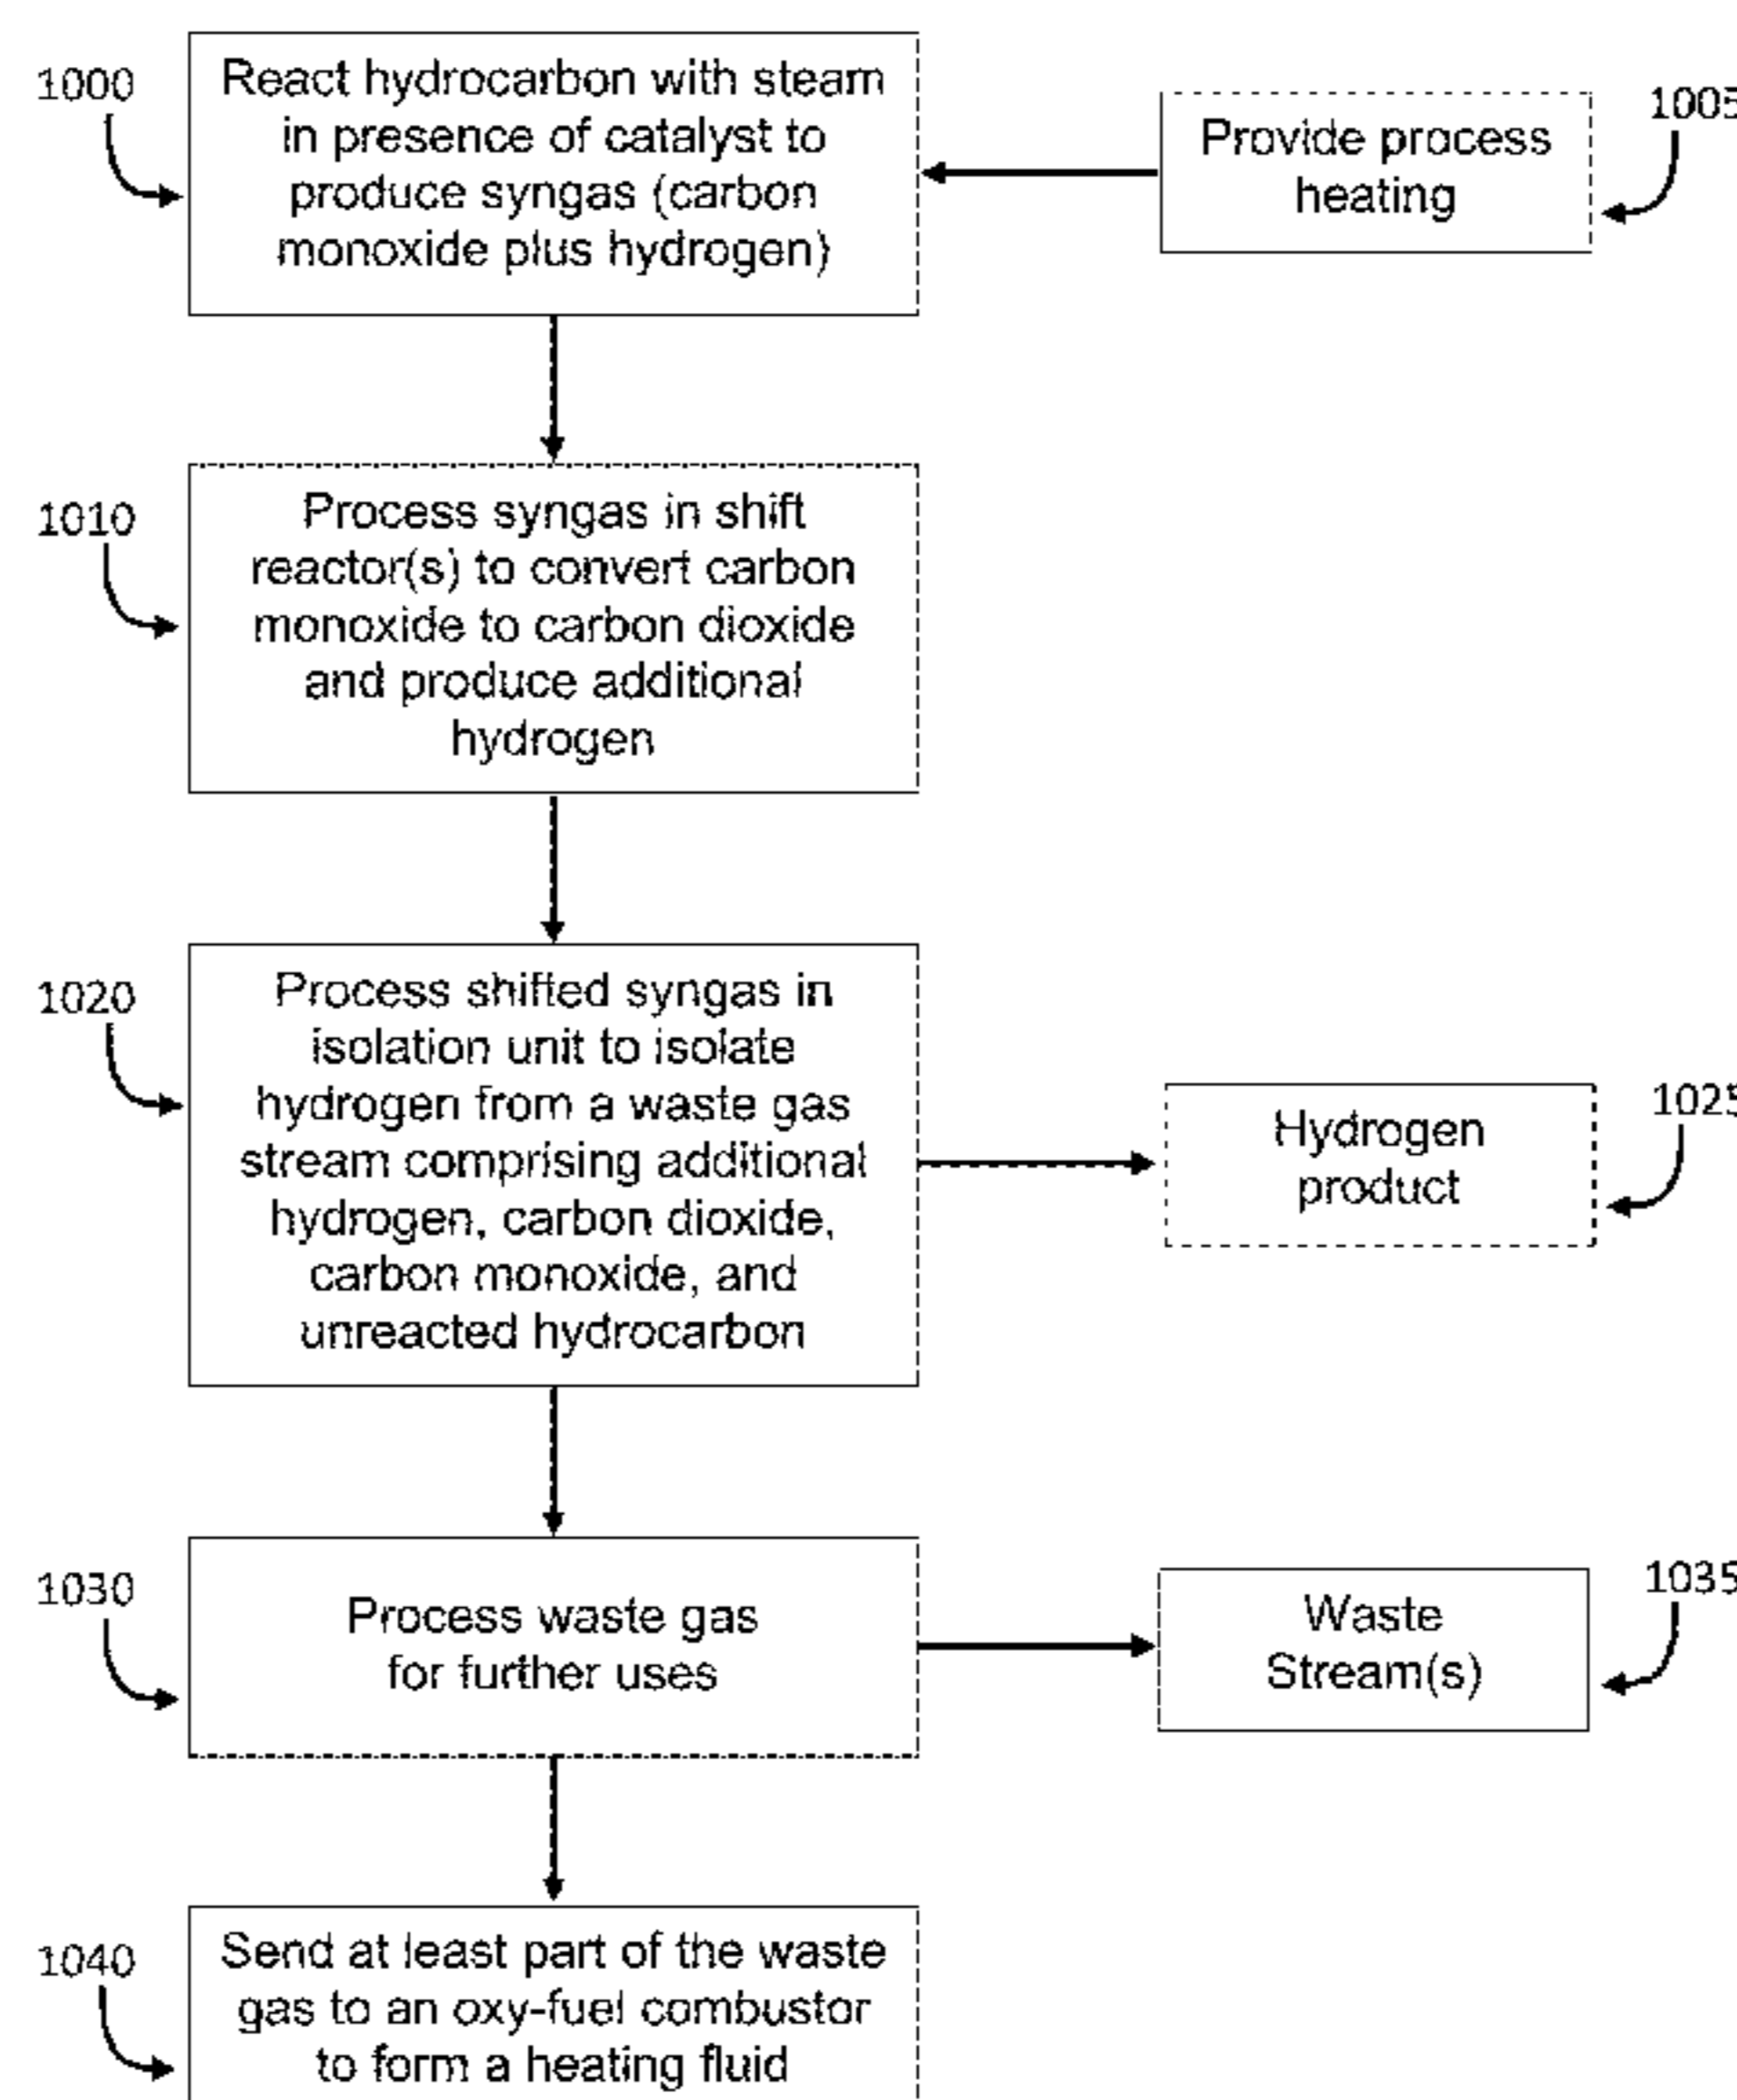 1000
React hydrocarbon with steam
in presence of catalyst to
produce syngas (carbon
monoxide plus hydrogen)
Provide process
heating
1005
1010
Process syngas in shift
reactor(s) to convert carbon
monoxide to carbon dioxide
and produce additional
hydrogen
1020
Process shifted syngas in
isolation unit to isolate
hydrogen from a waste gas
stream comprising additional
hydrogen, carbon dioxide,
carbon monoxide, and
unreacted hydrocarbon
Hydrogen
product
1025
1030
Process waste gas
for further uses
Waste
Stream(s)
1035
1040
Send at least part of the waste
gas to an oxy-fuel combustor
to form a heating fluid